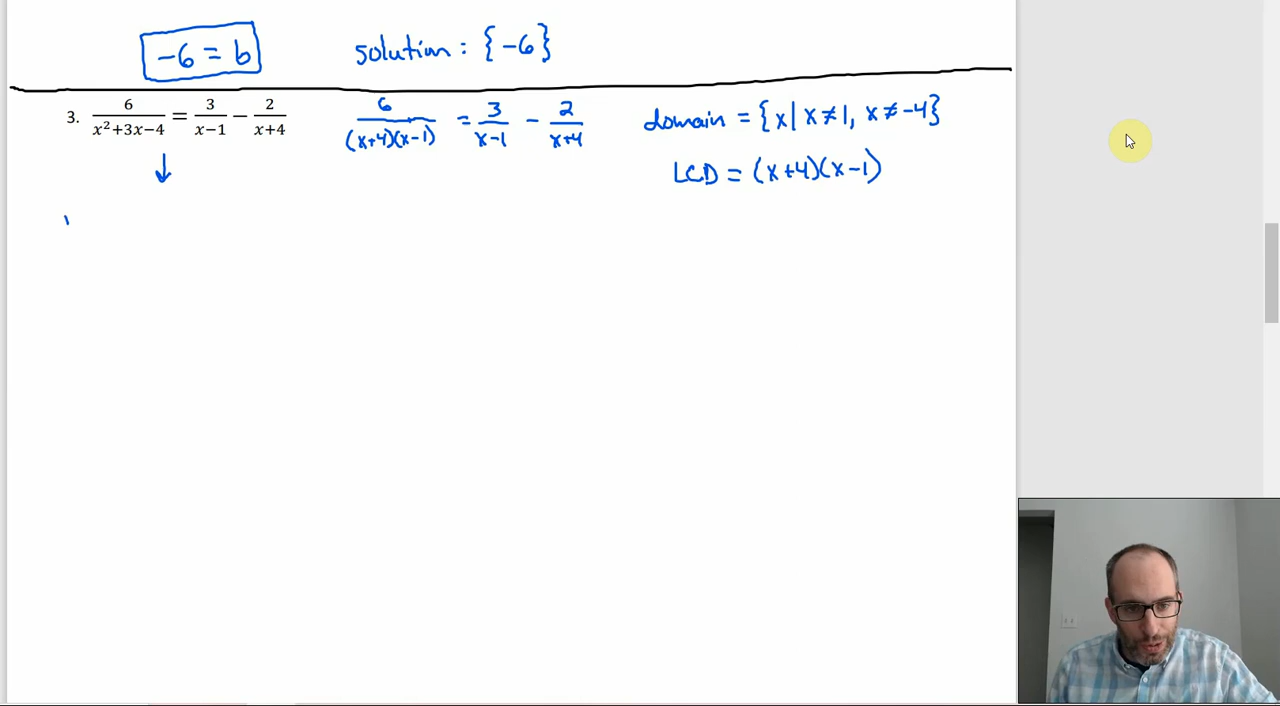 -6 = b solution: {-6}
3. 6/(x²+3x−4) = 3/(x−1) − 2/(x+4) 6/((x+4)(x-1)) = 3/(x-1) - 2/(x+4) domain = {x| x≠1, x≠-4}
LCD = (x+4)(x-1)